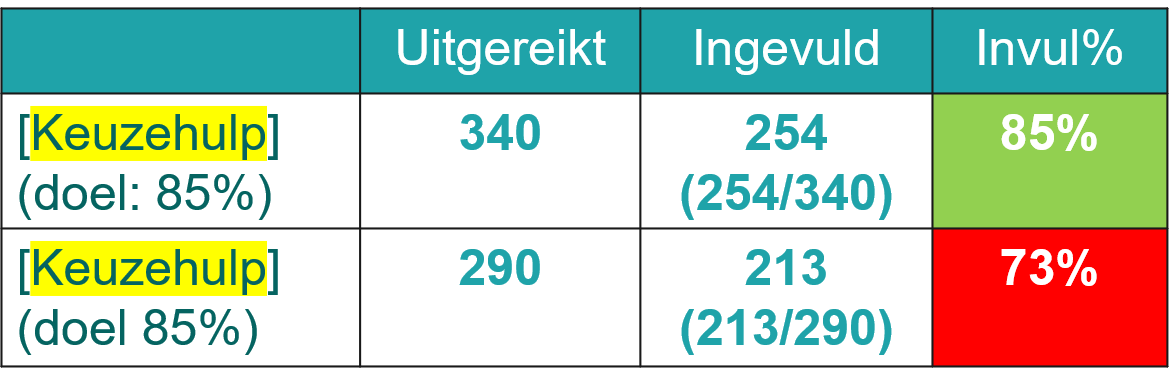 Uitgereikt Ingevuld Invul%
[Keuzehulp] 340 254 85%
(doel: 85%) (254/340)
[Keuzehulp] 290 213 73%
(doel 85%) (213/290)